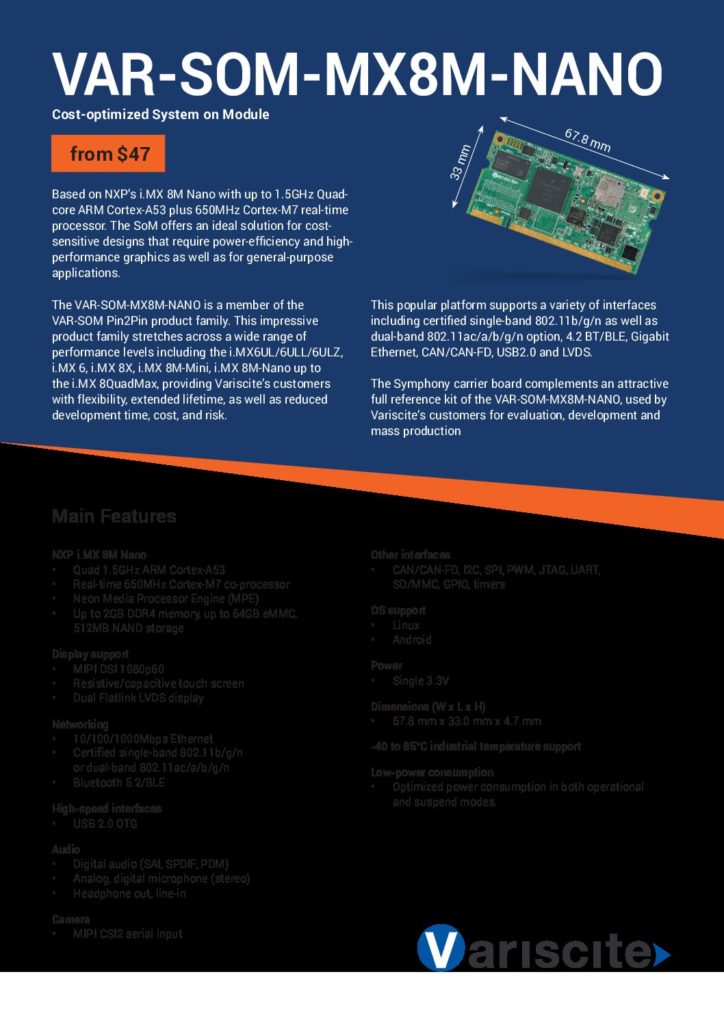 VAR-SOM-MX8M-NANO
Cost-optimized System on Module
from $47
67.8 mm
33 mm
Based on NXP's i.MX 8M Nano with up to 1.5GHz Quad-
core ARM Cortex-A53 plus 650MHz Cortex-M7 real-time
processor. The SoM offers an ideal solution for cost-
sensitive designs that require power-efficiency and high-
performance graphics as well as for general-purpose
applications.
The VAR-SOM-MX8M-NANO is a member of the
VAR-SOM Pin2Pin product family. This impressive
product family stretches across a wide range of
performance levels including the i.MX6UL/6ULL/6ULZ,
i.MX 6, i.MX 8X, i.MX 8M-Mini, i.MX 8M-Nano up to
the i.MX 8QuadMax, providing Variscite's customers
with flexibility, extended lifetime, as well as reduced
development time, cost, and risk.
This popular platform supports a variety of interfaces
including certified single-band 802.11b/g/n as well as
dual-band 802.11ac/a/b/g/n option, 4.2 BT/BLE, Gigabit
Ethernet, CAN/CAN-FD, USB2.0 and LVDS.
The Symphony carrier board complements an attractive
full reference kit of the VAR-SOM-MX8M-NANO, used by
Variscite's customers for evaluation, development and
mass production
Main Features
NXP i.MX 8M Nano
• Quad 1.5GHz ARM Cortex-A53
• Real-time 650MHz Cortex-M7 co-processor
• Neon Media Processor Engine (MPE)
• Up to 2GB DDR4 memory, up to 64GB eMMC,
512MB NAND storage
Display support
• MIPI DSI 1080p60
• Resistive/capacitive touch screen
• Dual Flatlink LVDS display
Networking
• 10/100/1000Mbps Ethernet
• Certified single-band 802.11b/g/n
or dual-band 802.11ac/a/b/g/n
• Bluetooth 5.2/BLE
High-speed interfaces
• USB 2.0 OTG
Audio
• Digital audio (SAI, SPDIF, PDM)
• Analog, digital microphone (stereo)
• Headphone out, line-in
Camera
• MIPI CSI2 serial input
Other interfaces
• CAN/CAN-FD, I2C, SPI, PWM, JTAG, UART,
SD/MMC, GPIO, timers
OS support
• Linux
• Android
Power
• Single 3.3V
Dimensions (W x L x H)
• 67.8 mm x 33.0 mm x 4.7 mm
-40 to 85°C industrial temperature support
Low-power consumption
• Optimized power consumption in both operational
and suspend modes.
Variscite